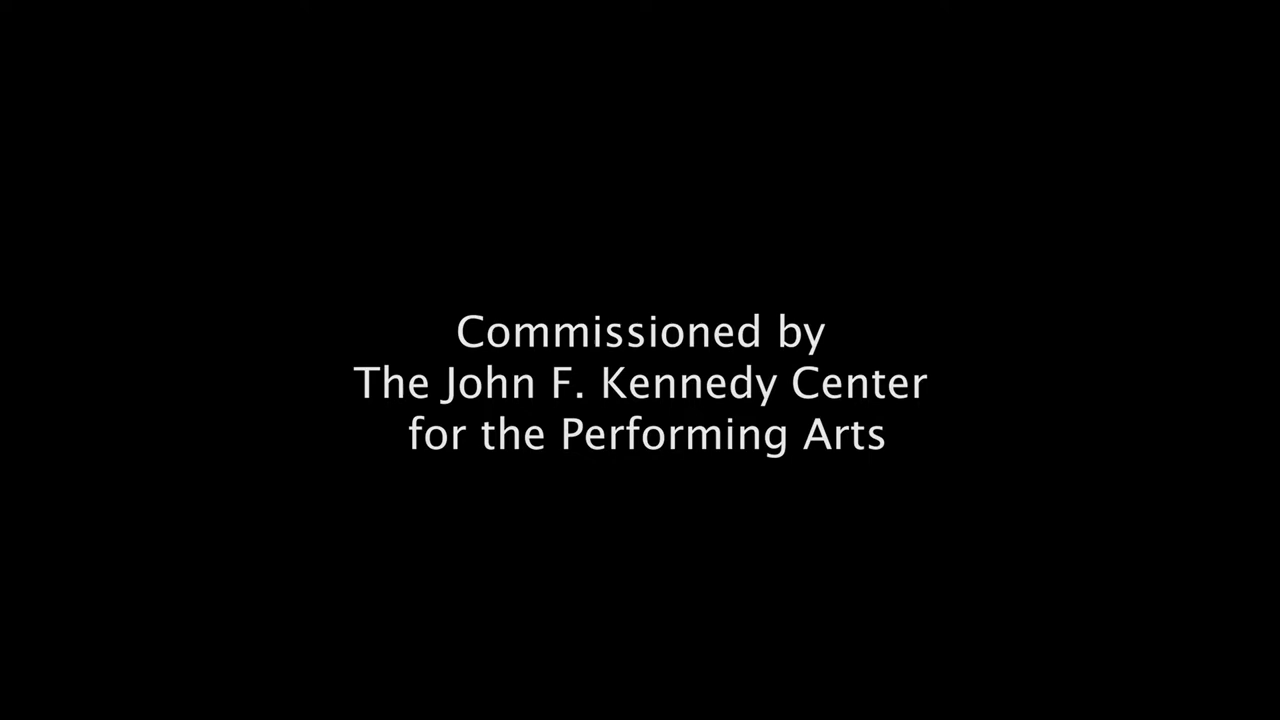 Commissioned by
The John F. Kennedy Center
for the Performing Arts